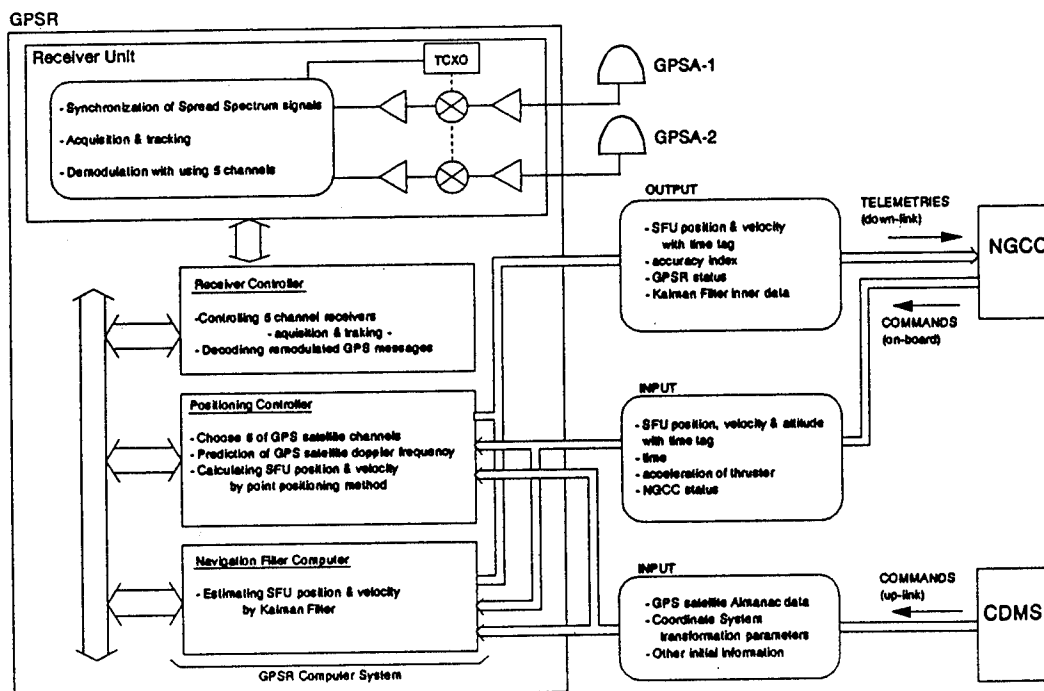 GPSR
Receiver Unit
TCXO
- Synchronization of Spread Spectrum signals
- Acquisition & tracking
- Demodulation with using 5 channels
GPSA-1
GPSA-2
OUTPUT
- SFU position & velocity
with time tag
- accuracy index
- GPSR status
- Kalman Filter inner data
TELEMETRIES
(down-link)
NGCC
COMMANDS
(on-board)
Receiver Controller
-Controlling 5 channel receivers
- aquisition & traking -
- Decodinng remodulated GPS messages
Positioning Controller
- Choose 5 of GPS satellite channels
- Prediction of GPS satellite doppler frequency
- Calculating SFU position & velocity
by point positioning method
INPUT
- SFU position, velocity & attitude
with time tag
- time
- acceleration of thruster
- NGCC status
Navigation Filter Computer
- Estimating SFU position & velocity
by Kalman Filter
INPUT
- GPS satellite Almanac data
- Coordinate System
transformation parameters
- Other initial information
COMMANDS
(up-link)
CDMS
GPSR Computer System